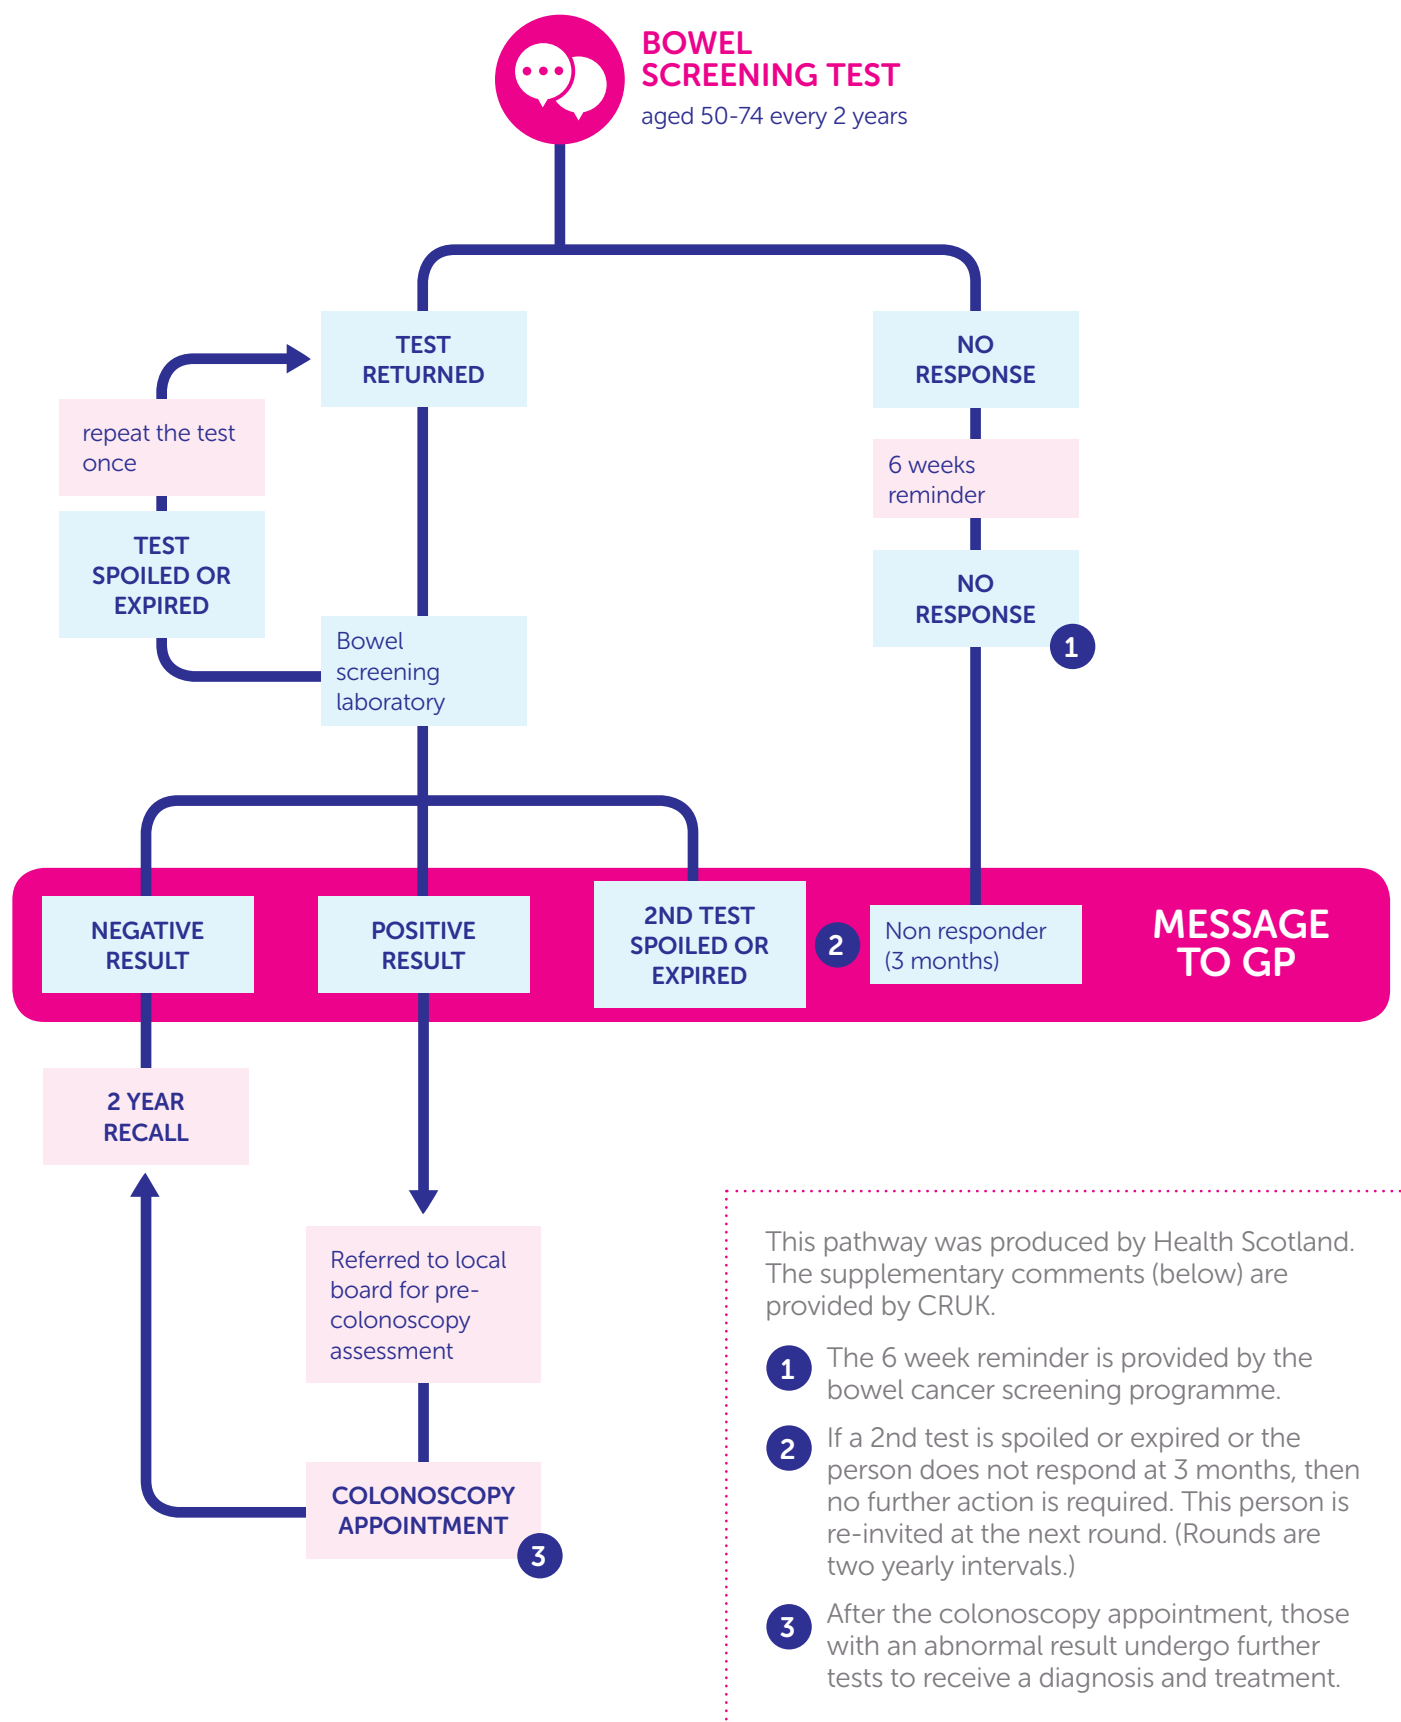 BOWEL
SCREENING TEST
aged 50-74 every 2 years
TEST
RETURNED
NO
RESPONSE
repeat the test
once
6 weeks
reminder
TEST
SPOILED OR
EXPIRED
NO
RESPONSE
1
Bowel
screening
laboratory
NEGATIVE
RESULT
POSITIVE
RESULT
2ND TEST
SPOILED OR
EXPIRED
2
Non responder
(3 months)
MESSAGE
TO GP
2 YEAR
RECALL
Referred to local
board for pre-
colonoscopy
assessment
COLONOSCOPY
APPOINTMENT
3
This pathway was produced by Health Scotland.
The supplementary comments (below) are
provided by CRUK.
1 The 6 week reminder is provided by the
bowel cancer screening programme.
2 If a 2nd test is spoiled or expired or the
person does not respond at 3 months, then
no further action is required. This person is
re-invited at the next round. (Rounds are
two yearly intervals.)
3 After the colonoscopy appointment, those
with an abnormal result undergo further
tests to receive a diagnosis and treatment.